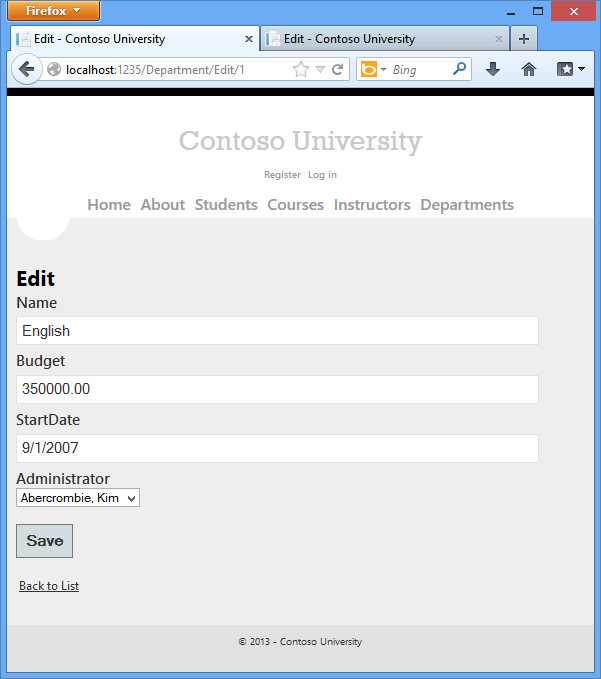 Firefox
Edit - Contoso University
Edit - Contoso University
localhost:1235/Department/Edit/1
Bing
Contoso University
Register Log in
Home About Students Courses Instructors Departments
Edit
Name
English
Budget
350000.00
StartDate
9/1/2007
Administrator
Abercrombie, Kim
Save
Back to List
© 2013 - Contoso University